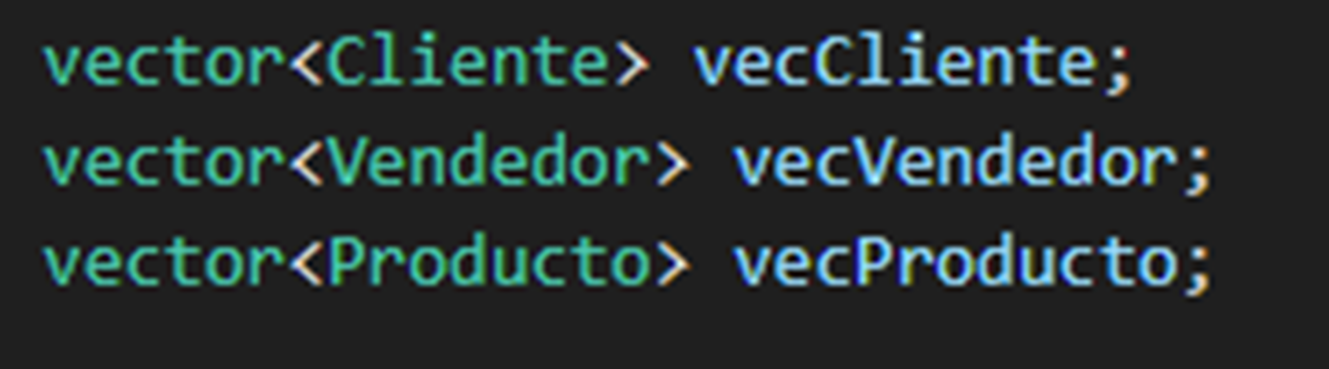 vector<Cliente> vecCliente;
vector<Vendedor> vecVendedor;
vector<Producto> vecProducto;